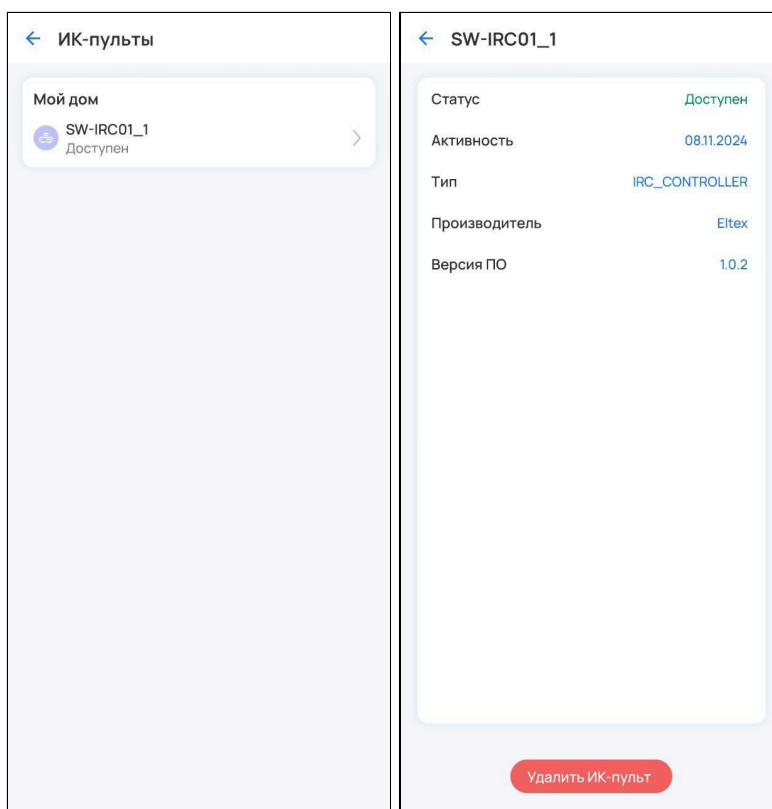 ИК-пульты
Мой дом
SW-IRC01_1
Доступен
SW-IRC01_1
Статус Доступен
Активность 08.11.2024
Тип IRC_CONTROLLER
Производитель Eltex
Версия ПО 1.0.2
Удалить ИК-пульт